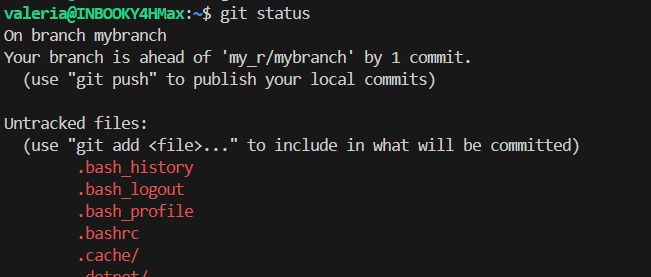 valeria@INBOOKY4HMax:~$ git status
On branch mybranch
Your branch is ahead of 'my_r/mybranch' by 1 commit.
  (use "git push" to publish your local commits)

Untracked files:
  (use "git add <file>..." to include in what will be committed)
        .bash_history
        .bash_logout
        .bash_profile
        .bashrc
        .cache/
        .dotnet/